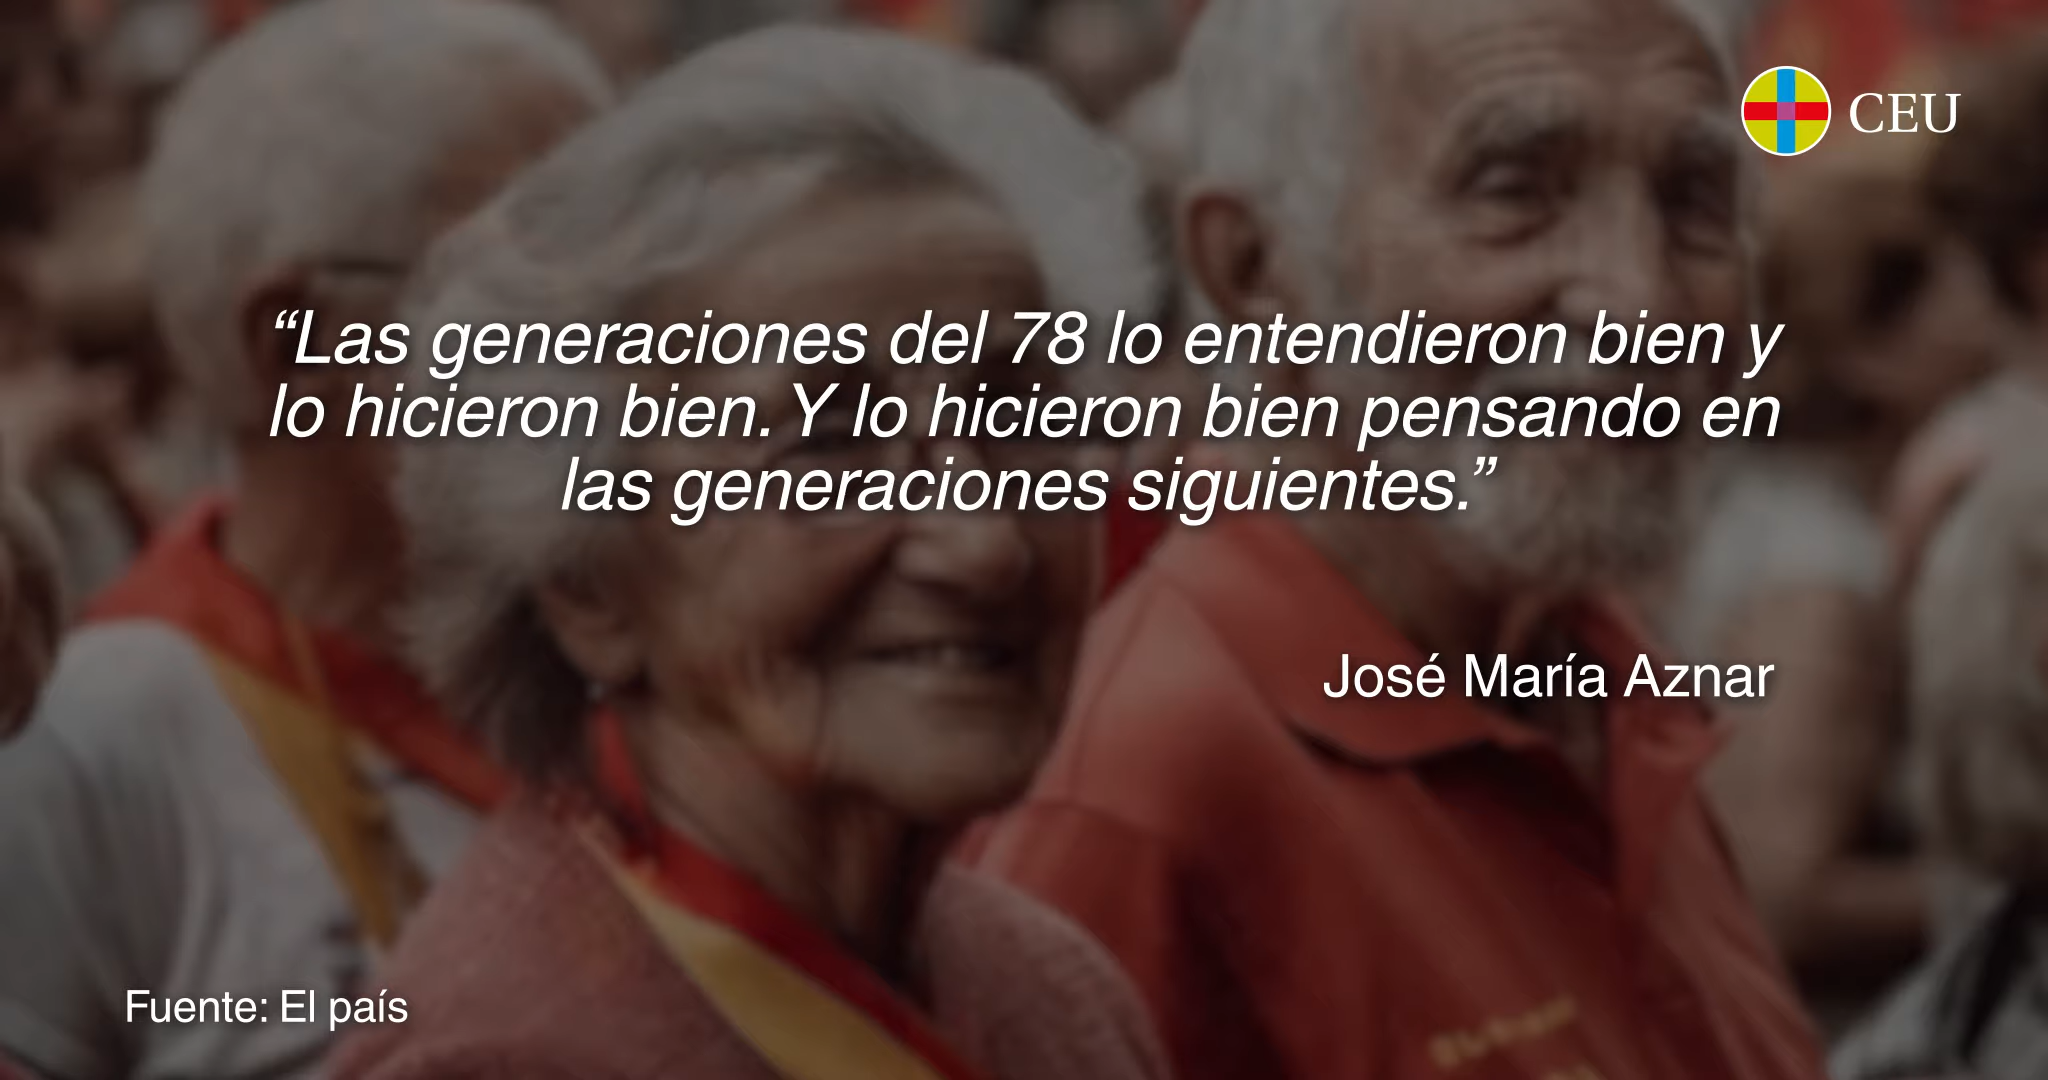 CEU
“Las generaciones del 78 lo entendieron bien y
lo hicieron bien. Y lo hicieron bien pensando en
las generaciones siguientes.”
José María Aznar
Fuente: El país